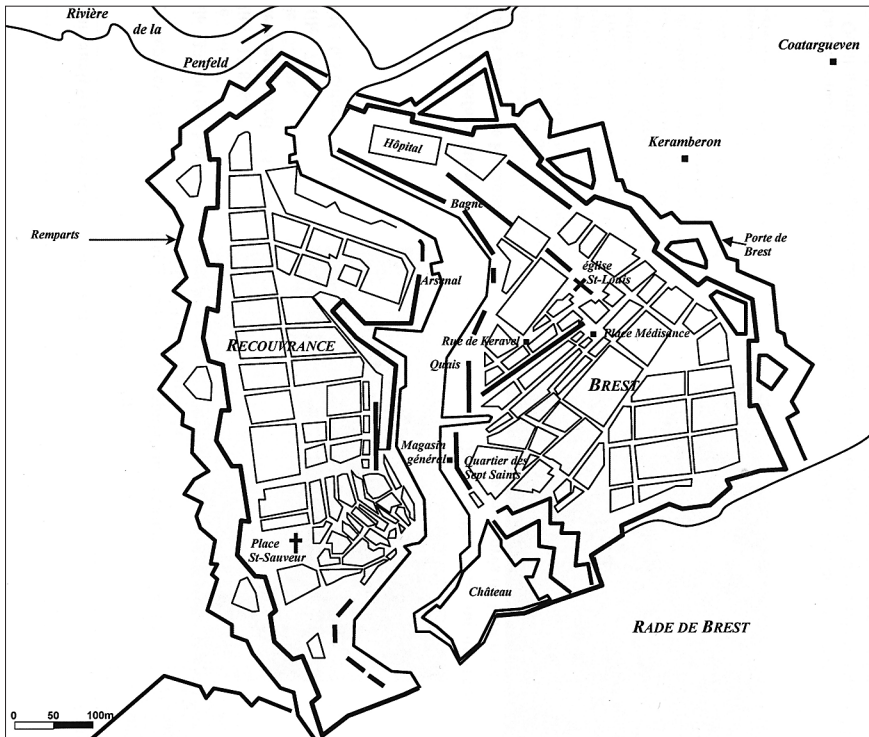 Rivière
de la
Penfeld
Coatargueven
Keramberon
Hôpital
Bagne
Remparts
Porte de
Brest
église
St-Louis
Arsenal
Rue de Keravel
Place Médisance
RECOUVRANCE
Quais
BREST
Magasin
général
Quartier des
Sept Saints
Place
St-Sauveur
Château
RADE DE BREST
0 50 100m